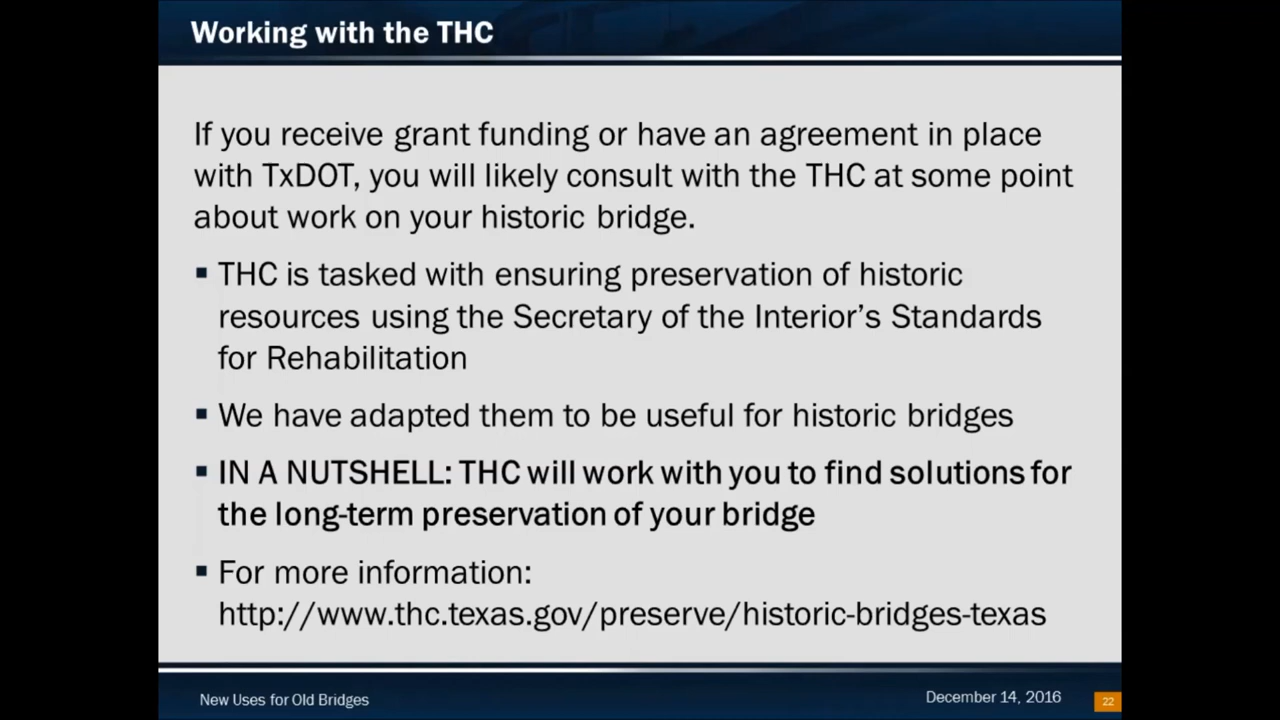 Working with the THC
If you receive grant funding or have an agreement in place
with TxDOT, you will likely consult with the THC at some point
about work on your historic bridge.
▪ THC is tasked with ensuring preservation of historic
resources using the Secretary of the Interior’s Standards
for Rehabilitation
▪ We have adapted them to be useful for historic bridges
▪ IN A NUTSHELL: THC will work with you to find solutions for
the long-term preservation of your bridge
▪ For more information:
http://www.thc.texas.gov/preserve/historic-bridges-texas
New Uses for Old Bridges
December 14, 2016
22